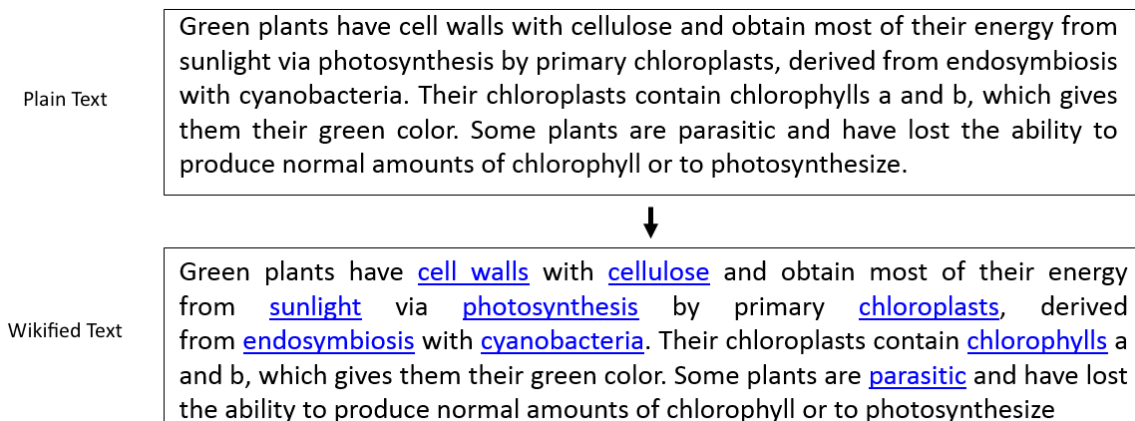 Plain Text
Green plants have cell walls with cellulose and obtain most of their energy from
sunlight via photosynthesis by primary chloroplasts, derived from endosymbiosis
with cyanobacteria. Their chloroplasts contain chlorophylls a and b, which gives
them their green color. Some plants are parasitic and have lost the ability to
produce normal amounts of chlorophyll or to photosynthesize.
Wikified Text
Green plants have cell walls with cellulose and obtain most of their energy
from sunlight via photosynthesis by primary chloroplasts, derived
from endosymbiosis with cyanobacteria. Their chloroplasts contain chlorophylls a
and b, which gives them their green color. Some plants are parasitic and have lost
the ability to produce normal amounts of chlorophyll or to photosynthesize